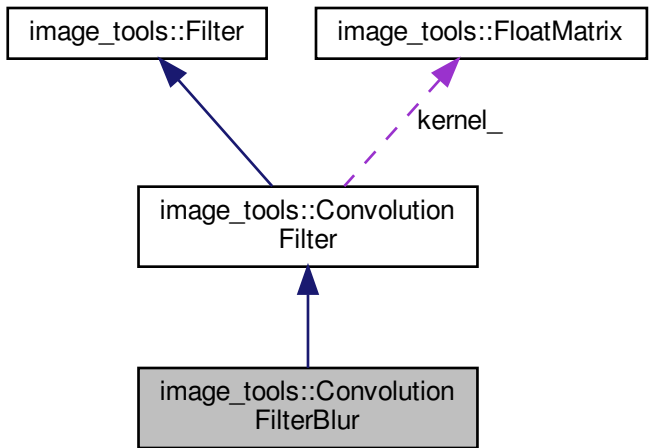 image_tools::Filter
image_tools::FloatMatrix
kernel_
image_tools::Convolution
Filter
image_tools::Convolution
FilterBlur